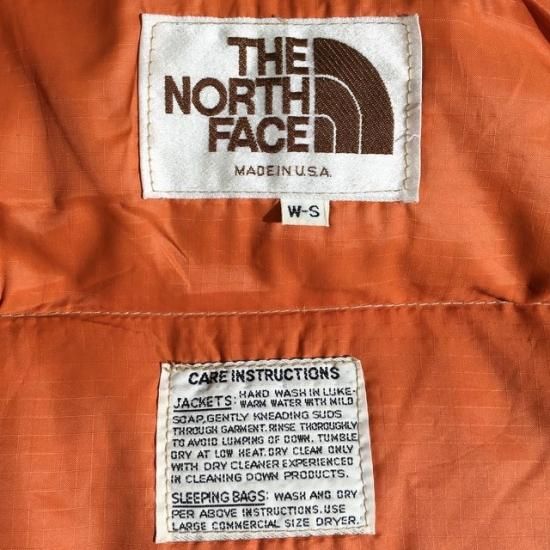 THE
NORTH
FACE
MADE IN U.S.A.
W-S
CARE INSTRUCTIONS
JACKETS: HAND WASH IN LUKE-
WARM WATER WITH MILD
SOAP, GENTLY KNEADING SUDS
THROUGH GARMENT. RINSE THOROUGHLY
TO AVOID LUMPING OF DOWN. TUMBLE
DRY AT LOW HEAT. DRY CLEAN ONLY
WITH DRY CLEANER EXPERIENCED
IN CLEANING DOWN PRODUCTS.
SLEEPING BAGS: WASH AND DRY
PER ABOVE INSTRUCTIONS. USE
LARGE COMMERCIAL SIZE DRYER.